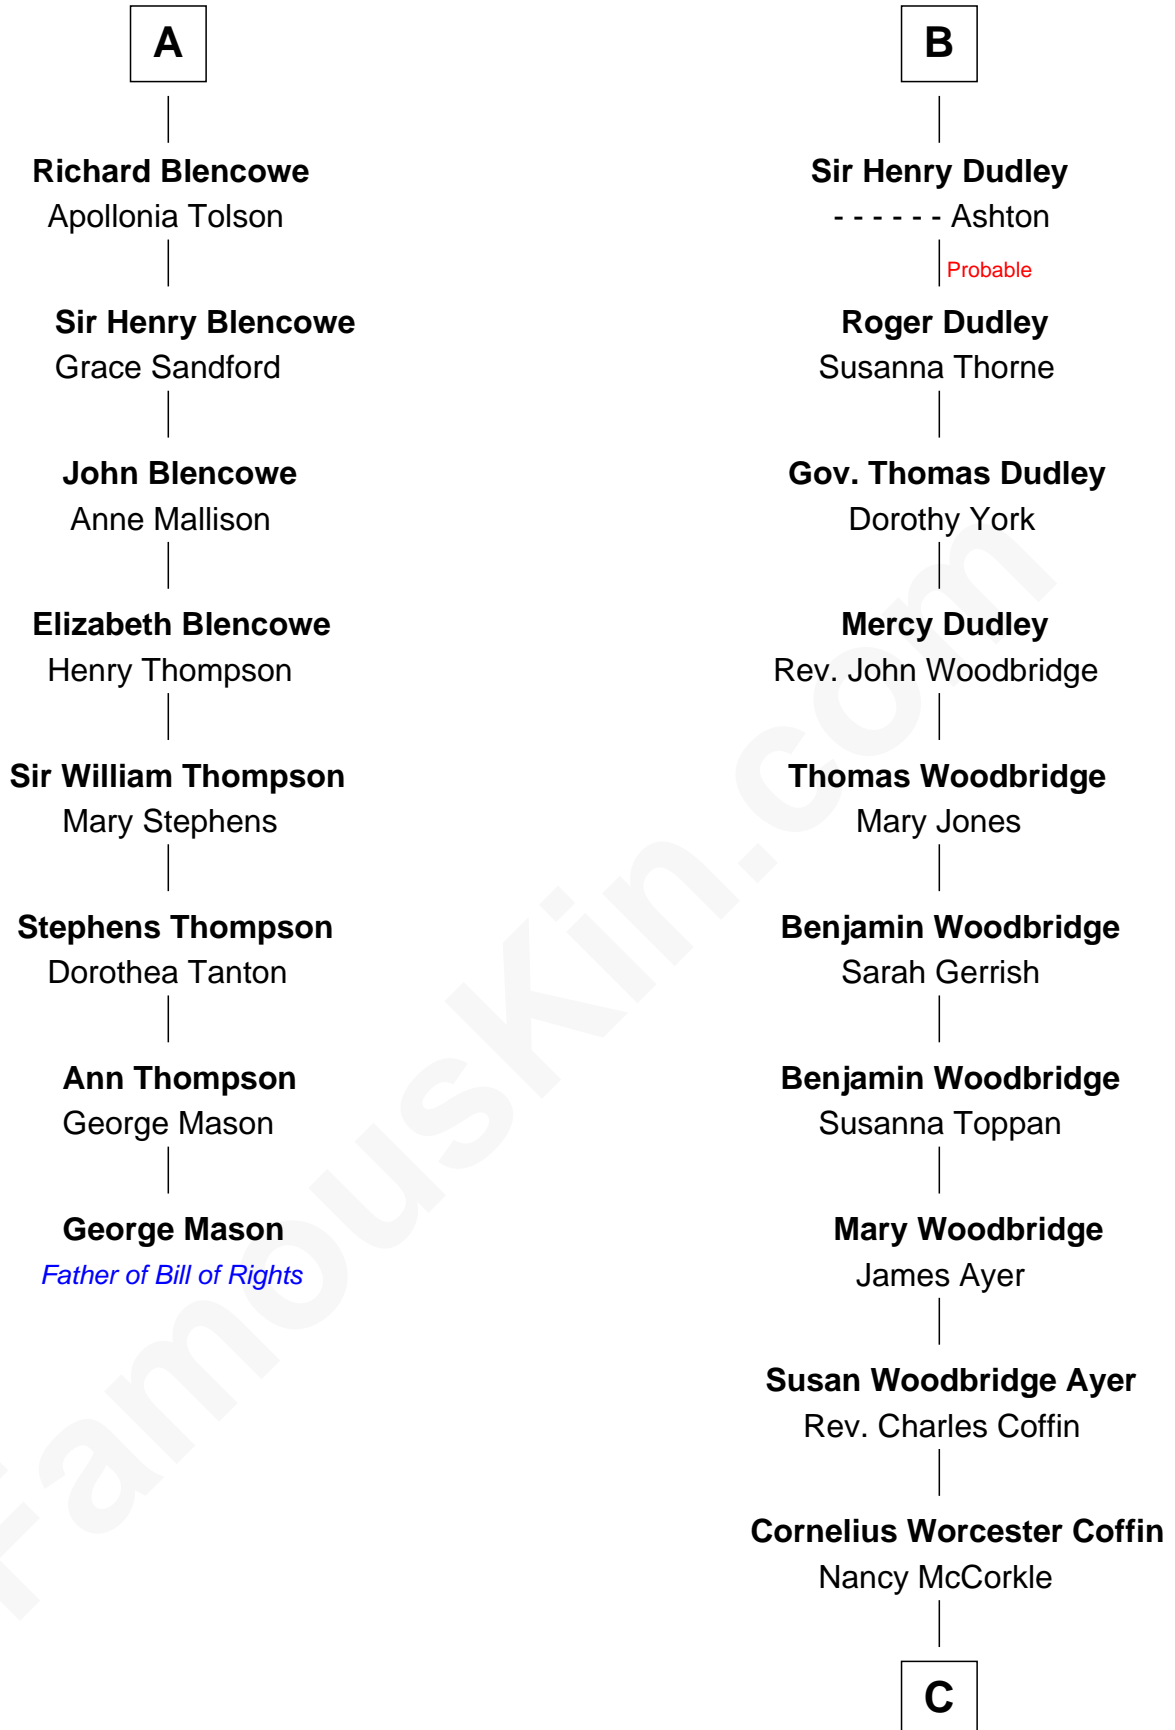 A
Richard Blencowe
Apollonia Tolson
Sir Henry Blencowe
Grace Sandford
John Blencowe
Anne Mallison
Elizabeth Blencowe
Henry Thompson
Sir William Thompson
Mary Stephens
Stephens Thompson
Dorothea Tanton
Ann Thompson
George Mason
George Mason
Father of Bill of Rights
B
Sir Henry Dudley
- - - - - - Ashton
Probable
Roger Dudley
Susanna Thorne
Gov. Thomas Dudley
Dorothy York
Mercy Dudley
Rev. John Woodbridge
Thomas Woodbridge
Mary Jones
Benjamin Woodbridge
Sarah Gerrish
Benjamin Woodbridge
Susanna Toppan
Mary Woodbridge
James Ayer
Susan Woodbridge Ayer
Rev. Charles Coffin
Cornelius Worcester Coffin
Nancy McCorkle
C
FamousKin.com